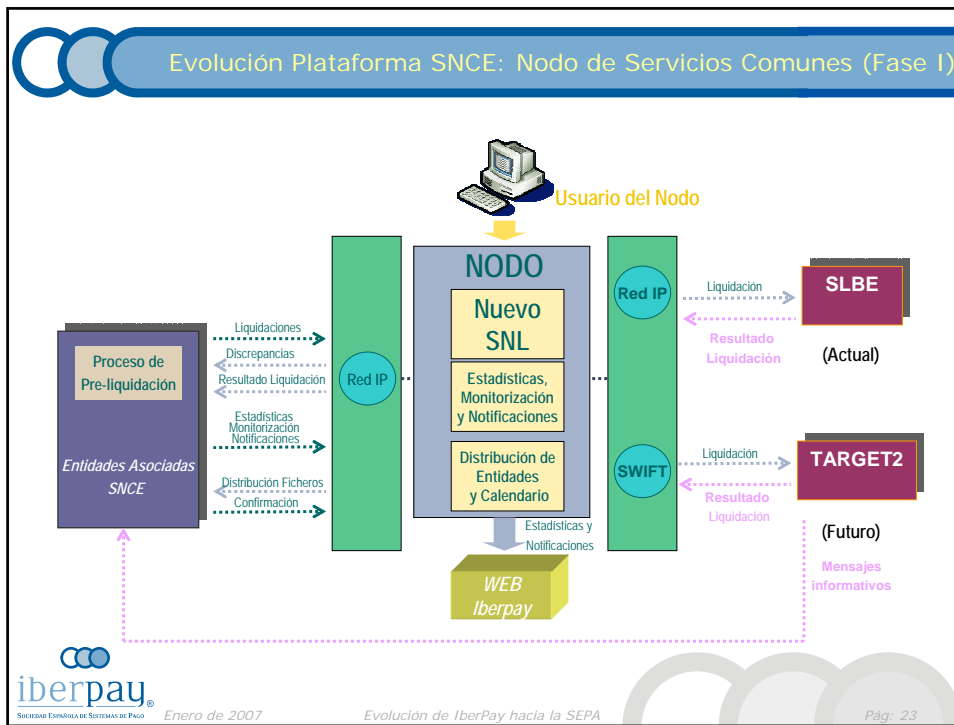 Evolución Plataforma SNCE: Nodo de Servicios Comunes (Fase I)
Usuario del Nodo
NODO
Nuevo
SNL
Estadísticas,
Monitorización
y Notificaciones
Distribución de
Entidades
y Calendario
Proceso de
Pre-liquidación
Entidades Asociadas
SNCE
Liquidaciones
Discrepancias
Resultado Liquidación
Estadísticas
Monitorización
Notificaciones
Distribución Ficheros
Confirmación
Red IP
Red IP
SWIFT
Liquidación
Resultado
Liquidación
SLBE
(Actual)
Liquidación
Resultado
Liquidación
TARGET2
(Futuro)
Mensajes
informativos
Estadísticas y
Notificaciones
WEB
Iberpay
iberpay®
SOCIEDAD ESPAÑOLA DE SISTEMAS DE PAGO
Enero de 2007
Evolución de IberPay hacia la SEPA
Pág: 23